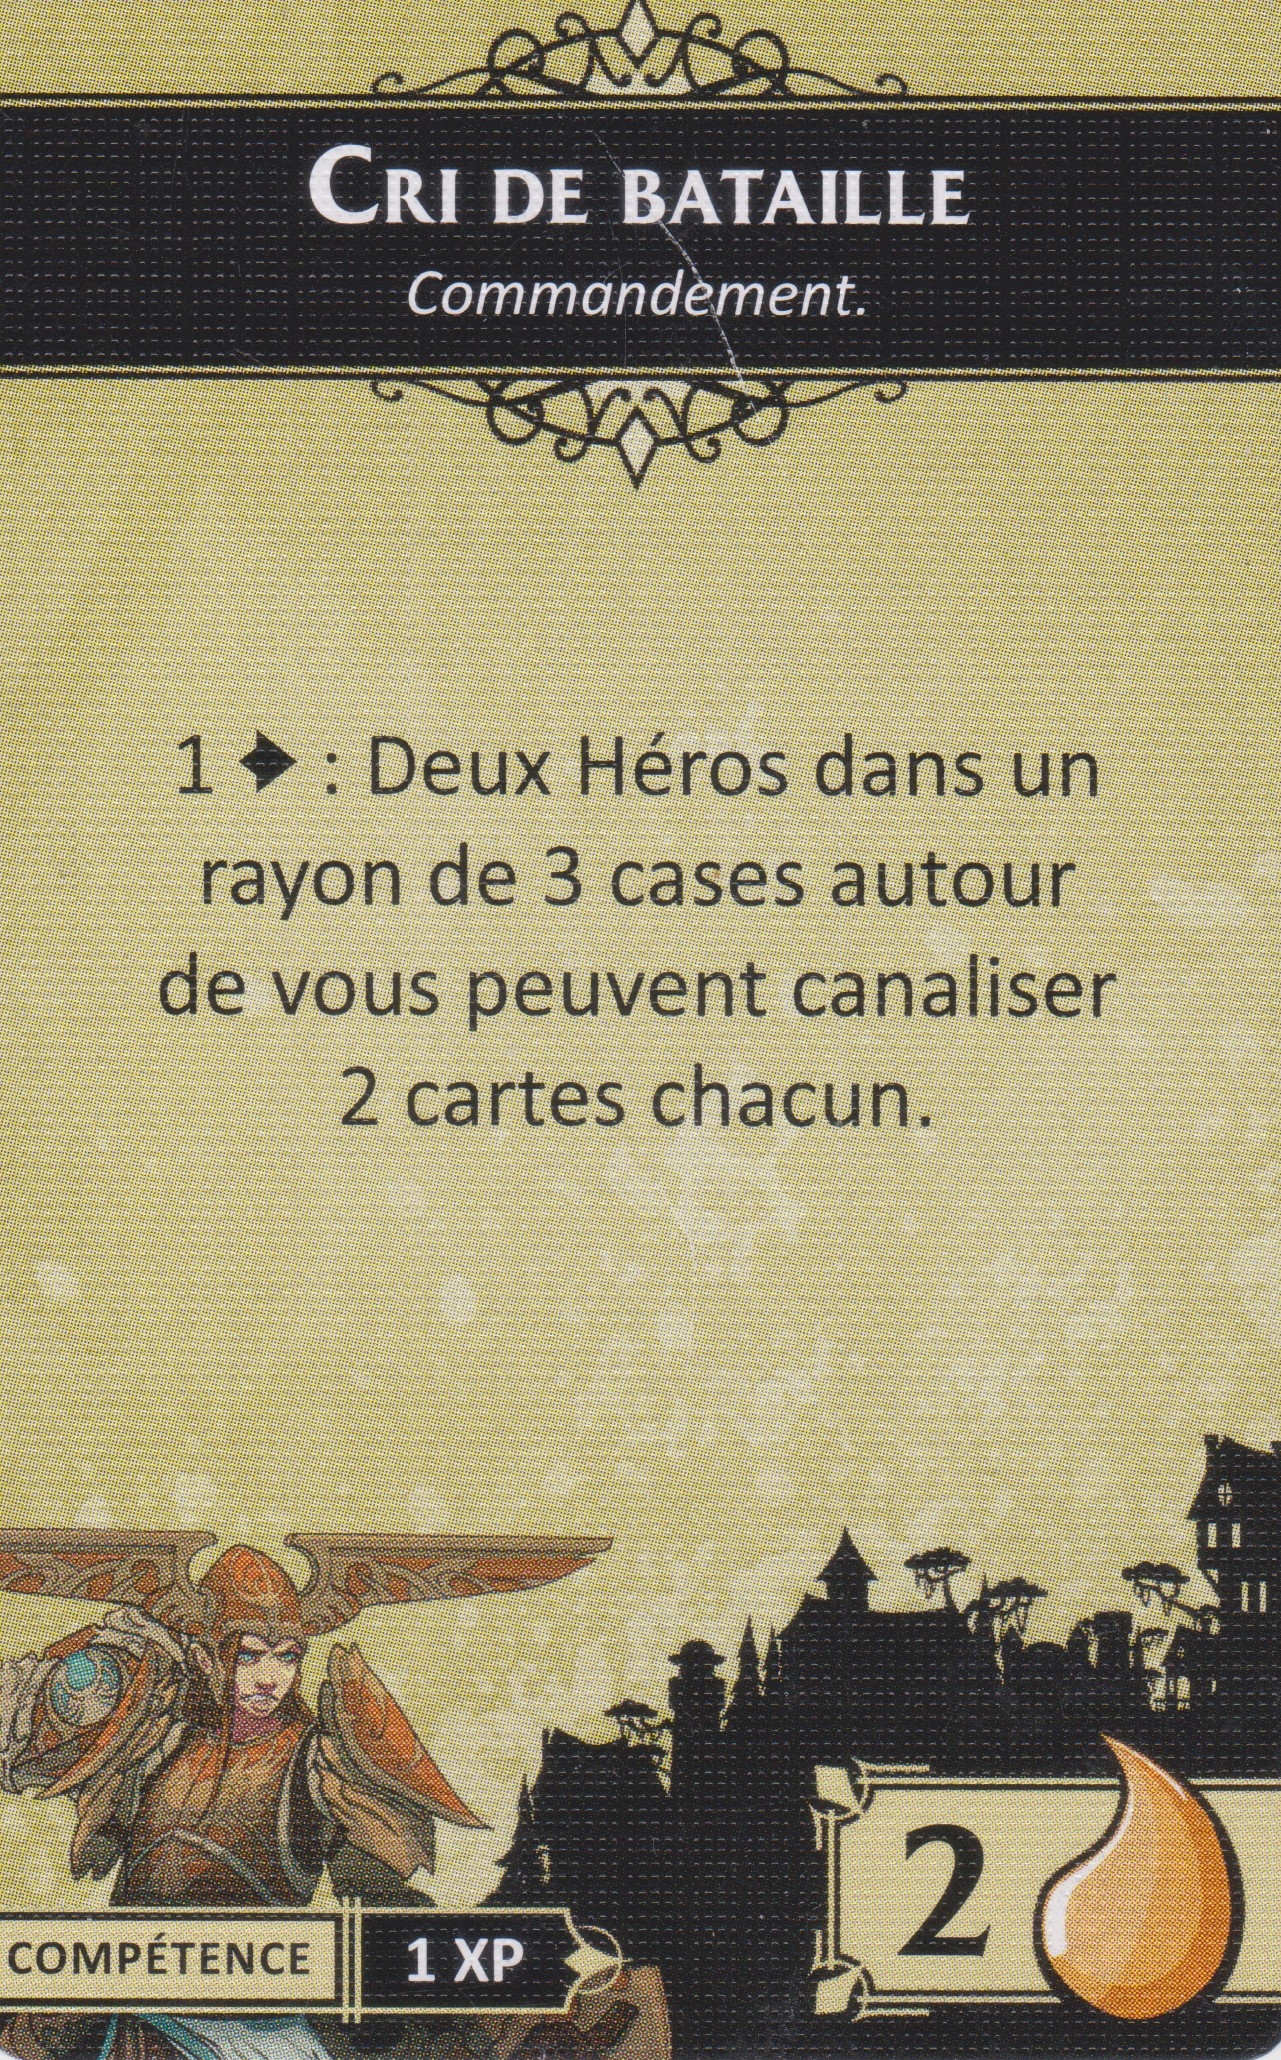 CRI DE BATAILLE
Commandement.
1 ✦ : Deux Héros dans un
rayon de 3 cases autour
de vous peuvent canaliser
2 cartes chacun.
2
COMPÉTENCE 1 XP